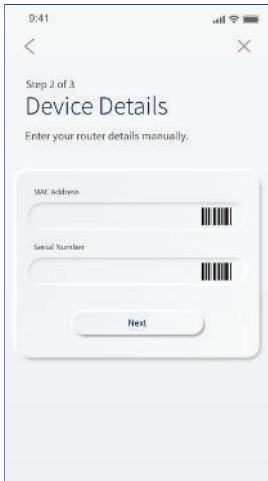 9:41
Step 2 of 3
Device Details
Enter your router details manually.
MAC Address
Serial Number
Next